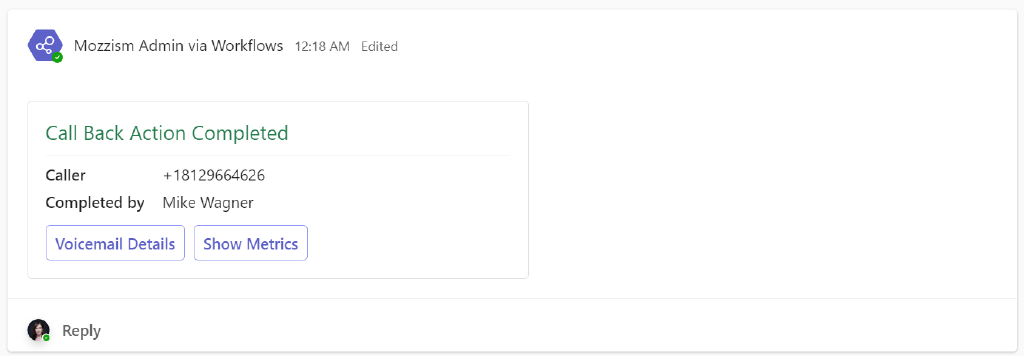 Mozzism Admin via Workflows 12:18 AM Edited
Call Back Action Completed
Caller +18129664626
Completed by Mike Wagner
Voicemail Details Show Metrics
Reply